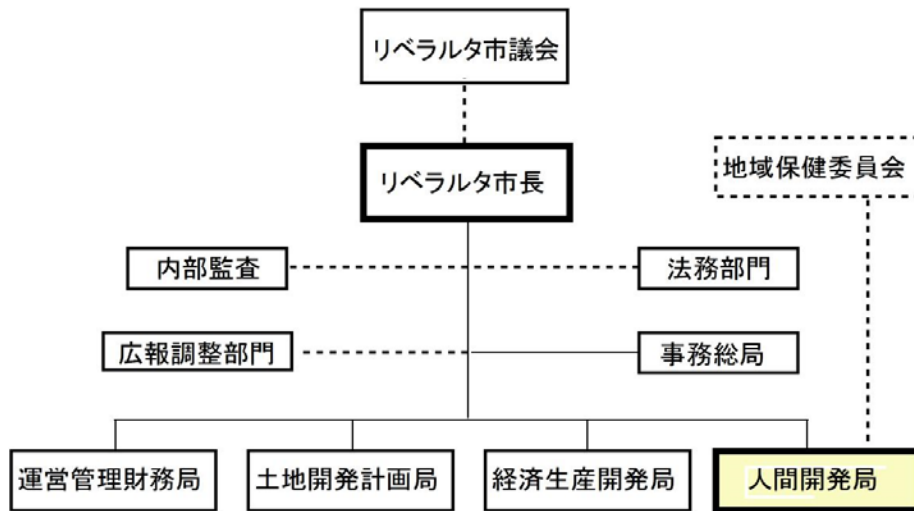 リベラルタ市議会
リベラルタ市長
地域保健委員会
内部監査
法務部門
広報調整部門
事務総局
運営管理財務局
土地開発計画局
経済生産開発局
人間開発局